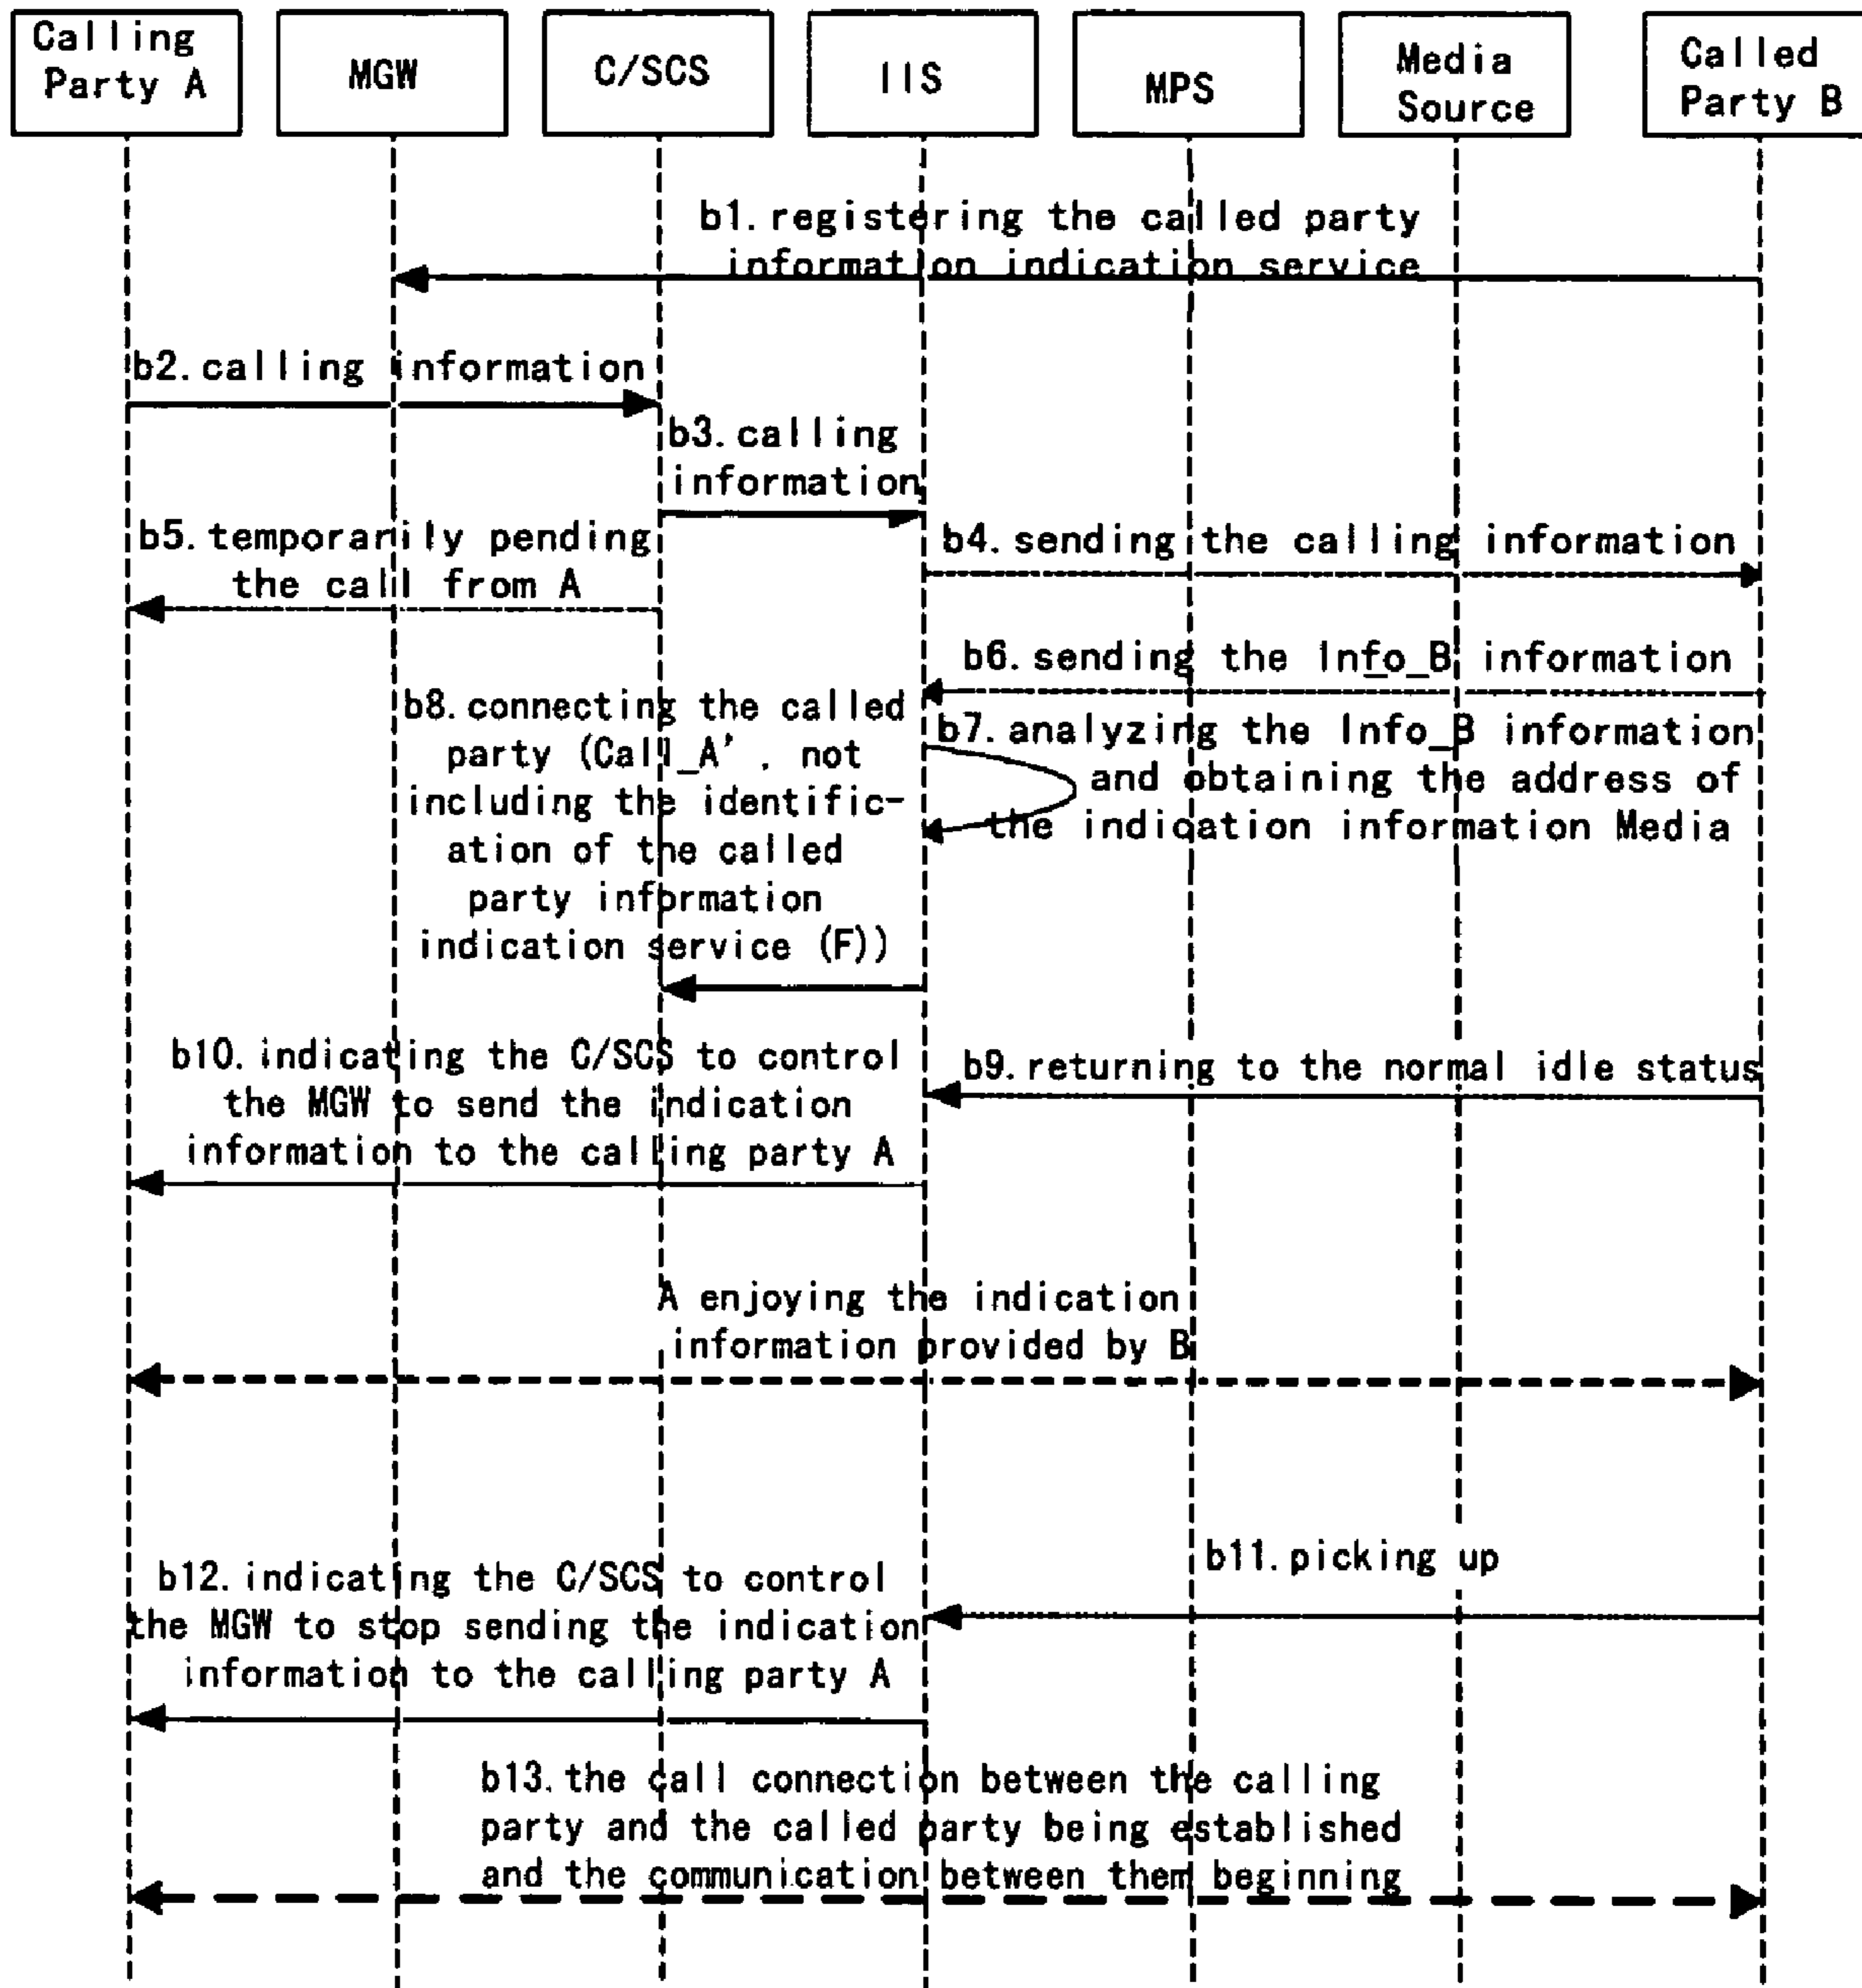 Calling
Party A
MGW
C/SCS
IIS
MPS
Media
Source
Called
Party B
b1. registering the called party
information indication service
b2. calling information
b3. calling
information
b5. temporarily pending
the call from A
b4. sending the calling information
b6. sending the Info_B information
b8. connecting the called
party (Call_A', not
including the identific-
ation of the called
party information
indication service (F))
b7. analyzing the Info_B information
and obtaining the address of
the indication information Media
b10. indicating the C/SCS to control
the MGW to send the indication
information to the calling party A
b9. returning to the normal idle status
A enjoying the indication
information provided by B
b11. picking up
b12. indicating the C/SCS to control
the MGW to stop sending the indication
information to the calling party A
b13. the call connection between the calling
party and the called party being established
and the communication between them beginning